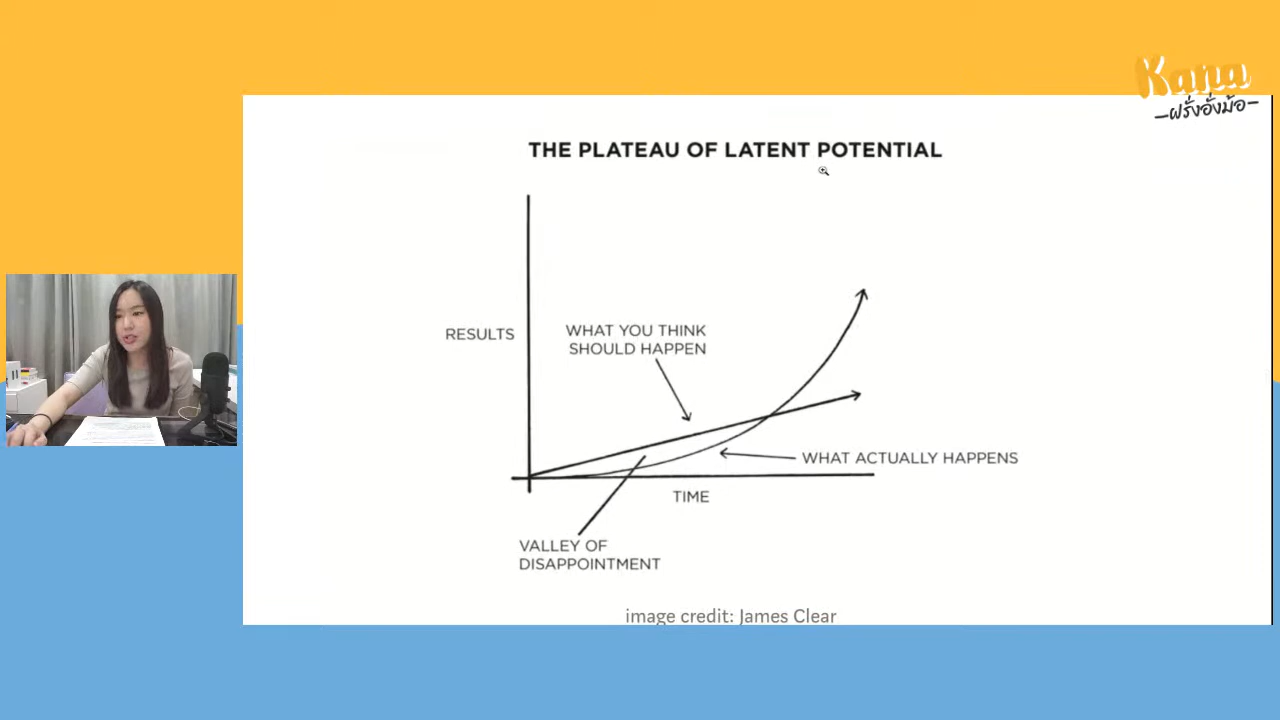 Kana
–ฝรั่งอั่งม้อ–
THE PLATEAU OF LATENT POTENTIAL
RESULTS
WHAT YOU THINK
SHOULD HAPPEN
WHAT ACTUALLY HAPPENS
TIME
VALLEY OF
DISAPPOINTMENT
image credit: James Clear